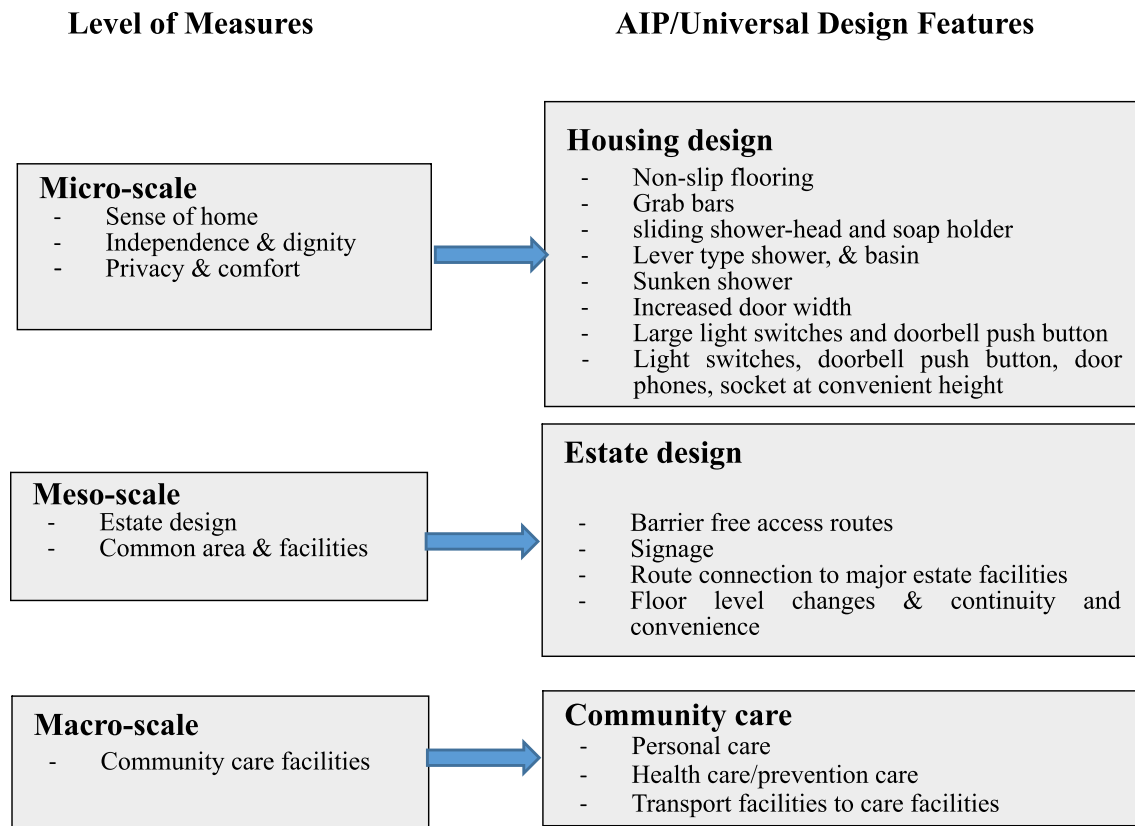 Level of Measures
AIP/Universal Design Features
Micro-scale
- Sense of home
- Independence & dignity
- Privacy & comfort
Housing design
- Non-slip flooring
- Grab bars
- sliding shower-head and soap holder
- Lever type shower, & basin
- Sunken shower
- Increased door width
- Large light switches and doorbell push button
- Light switches, doorbell push button, door
phones, socket at convenient height
Meso-scale
- Estate design
- Common area & facilities
Estate design
- Barrier free access routes
- Signage
- Route connection to major estate facilities
- Floor level changes & continuity and
convenience
Macro-scale
- Community care facilities
Community care
- Personal care
- Health care/prevention care
- Transport facilities to care facilities